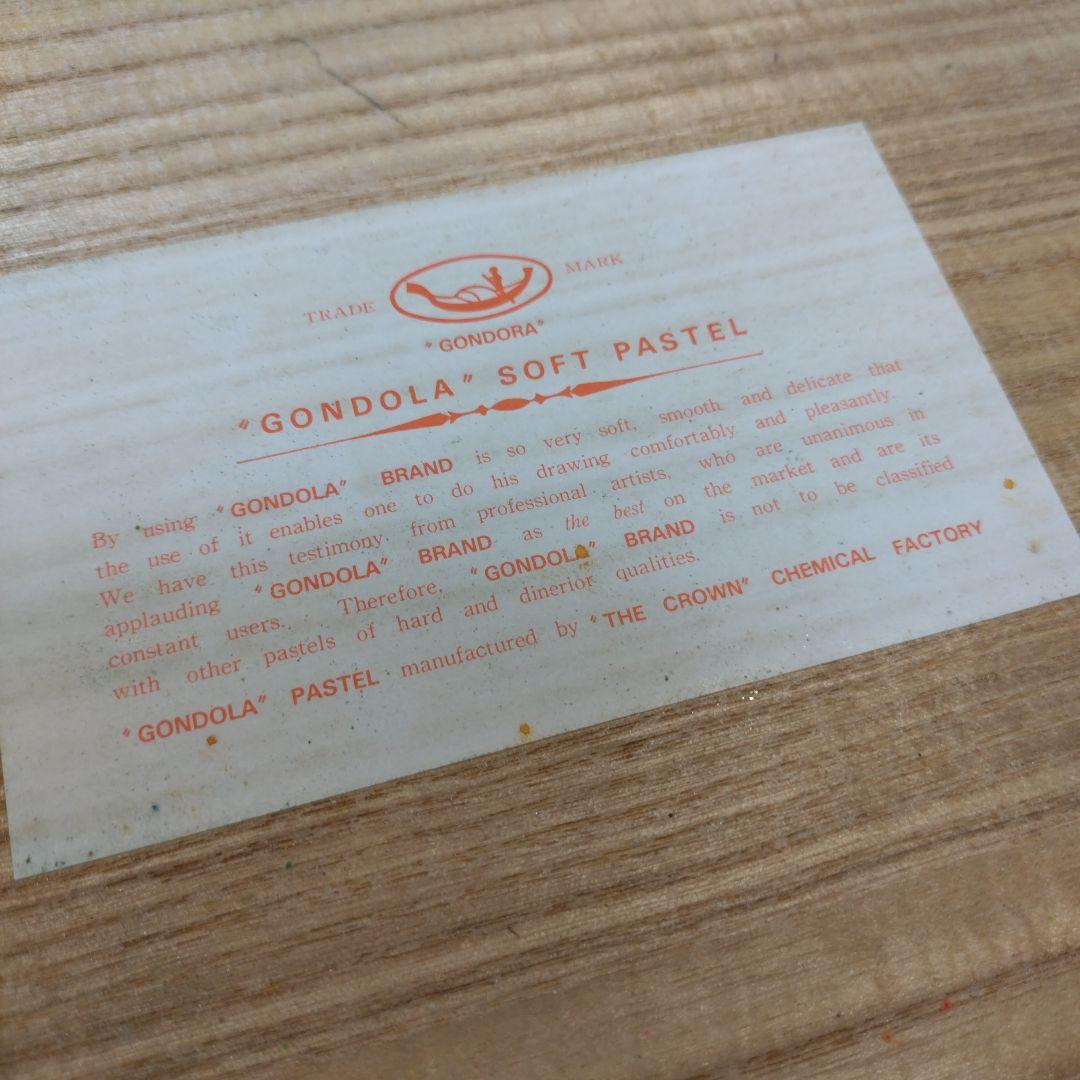 TRADE MARK
"GONDORA"
"GONDOLA" SOFT PASTEL
By using "GONDOLA" BRAND is so very soft, smooth and delicate that
the use of it enables one to do his drawing comfortably and pleasantly.
We have this testimony from professional artists, who are unanimous in
applauding "GONDOLA" BRAND as the best on the market and are its
constant users. Therefore, "GONDOLA" BRAND is not to be classified
with other pastels of hard and dinerior qualities.
"GONDOLA" PASTEL manufactured by "THE CROWN" CHEMICAL FACTORY